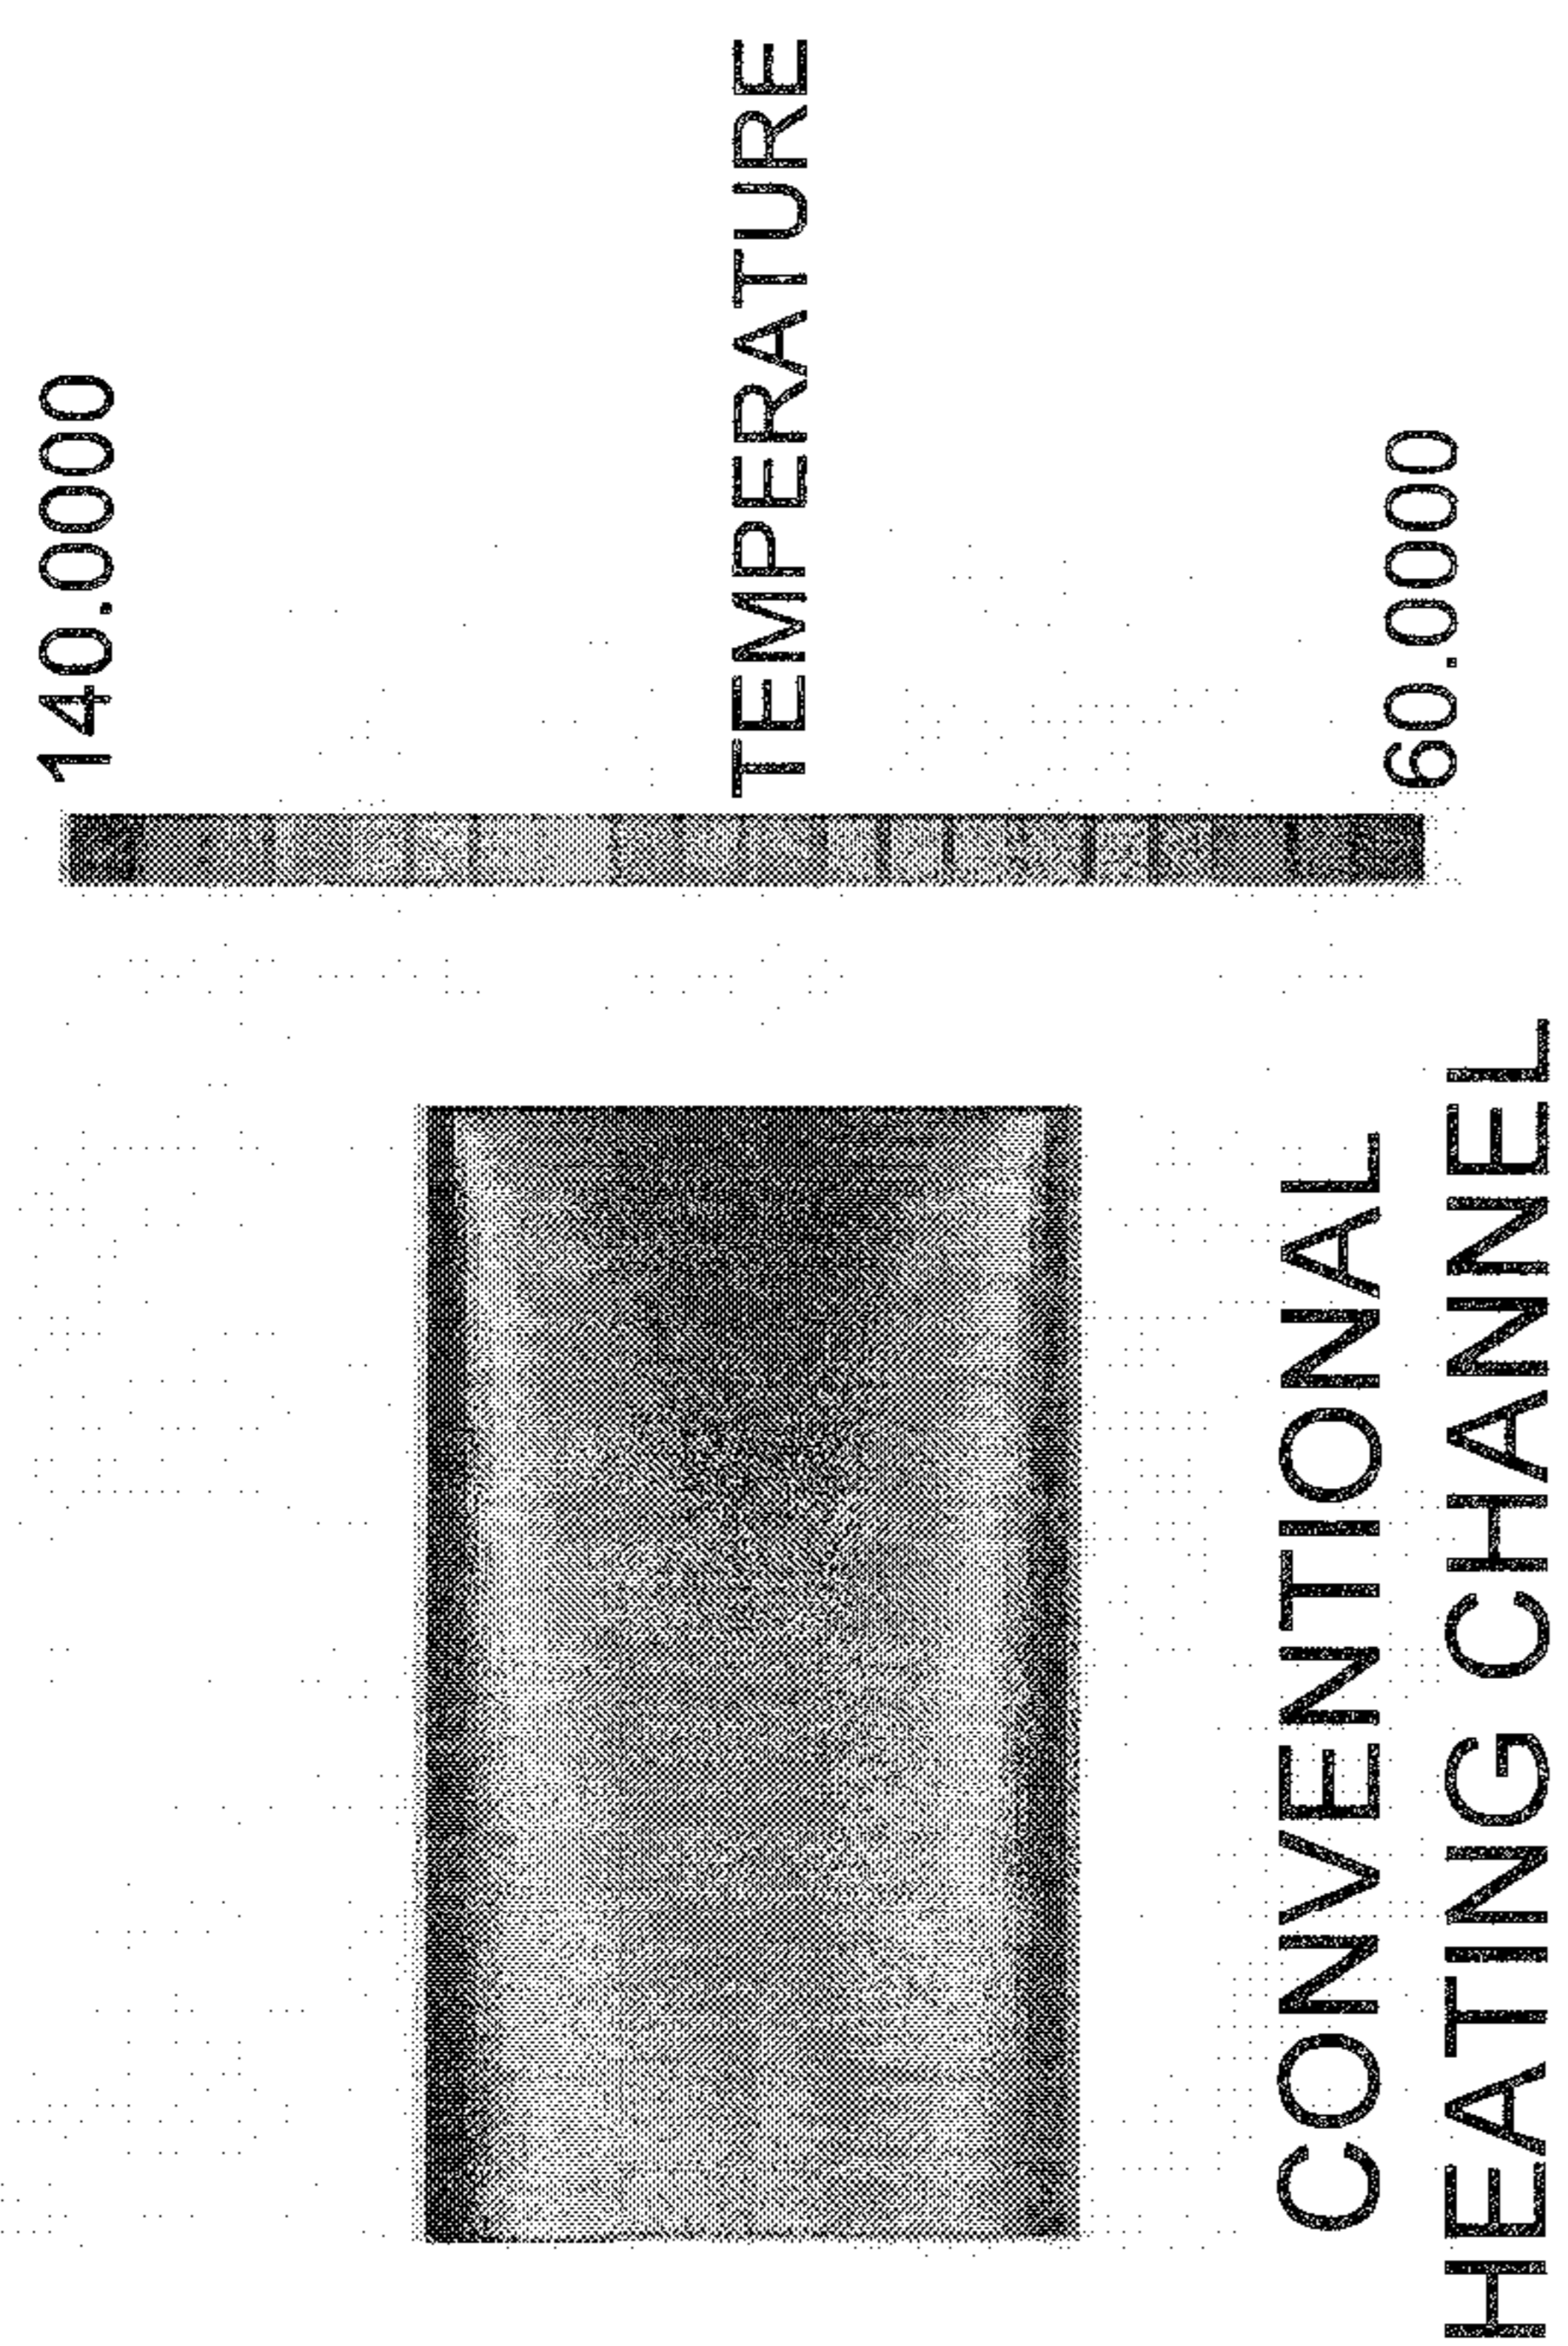 140.0000
TEMPERATURE
60.0000
CONVENTIONAL
HEATING CHANNEL